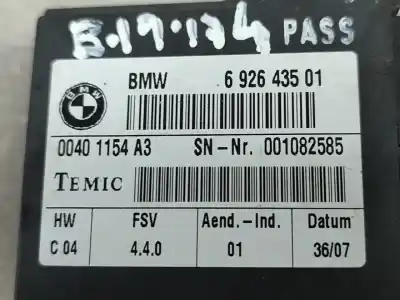 B.19.174 PASS
BMW 6 926 435 01
0040 1154 A3 SN-Nr. 001082585
TEMIC
HW FSV Aend.-Ind. Datum
C 04 4.4.0 01 36/07